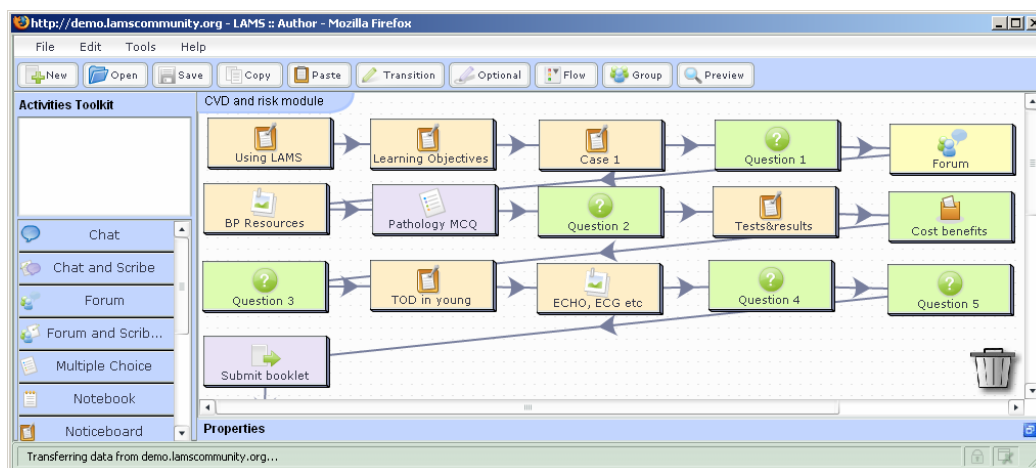 http://demo.lamscommunity.org - LAMS :: Author - Mozilla Firefox
File Edit Tools Help
New Open Save Copy Paste Transition Optional Flow Group Preview
Activities Toolkit
CVD and risk module
Using LAMS
Learning Objectives
Case 1
Question 1
Forum
BP Resources
Pathology MCQ
Question 2
Tests&results
Cost benefits
Question 3
TOD in young
ECHO, ECG etc
Question 4
Question 5
Submit booklet
Chat
Chat and Scribe
Forum
Forum and Scrib...
Multiple Choice
Notebook
Noticeboard
Properties
Transferring data from demo.lamscommunity.org...